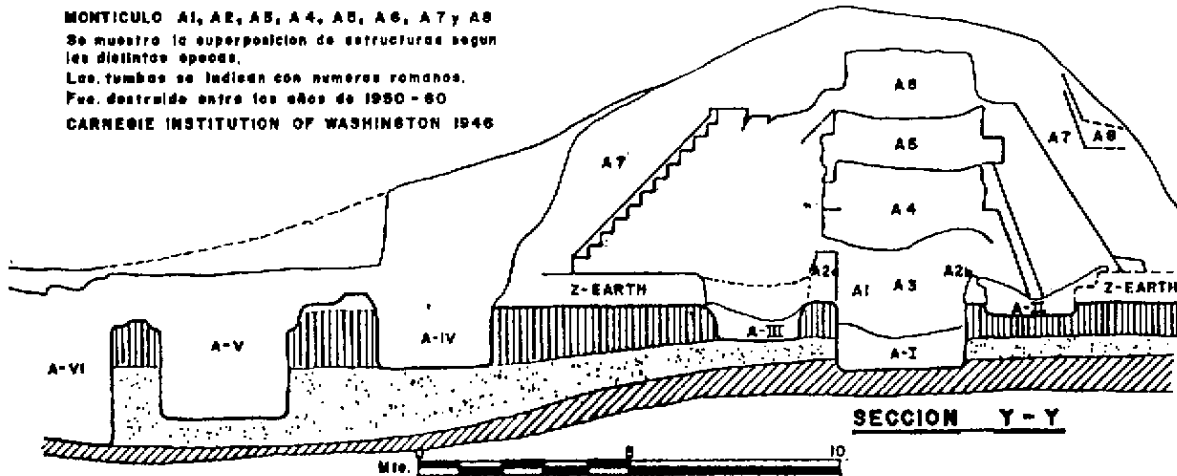 MONTICULO A1, A2, A3, A4, A5, A6, A7 y A8
Se muestra la superposicion de estructuras segun
las distintas epocas.
Las tumbas se indican con numeros romanos.
Fue destruido entre los años de 1950-60
CARNEGIE INSTITUTION OF WASHINGTON 1946
A6
A7
A8
A7
A5
A4
A2
A1
A3
A2
Z-EARTH
Z-EARTH
A-II
A-III
A-IV
A-V
A-VI
A-I
SECCION Y-Y
0
5
10
Mts.